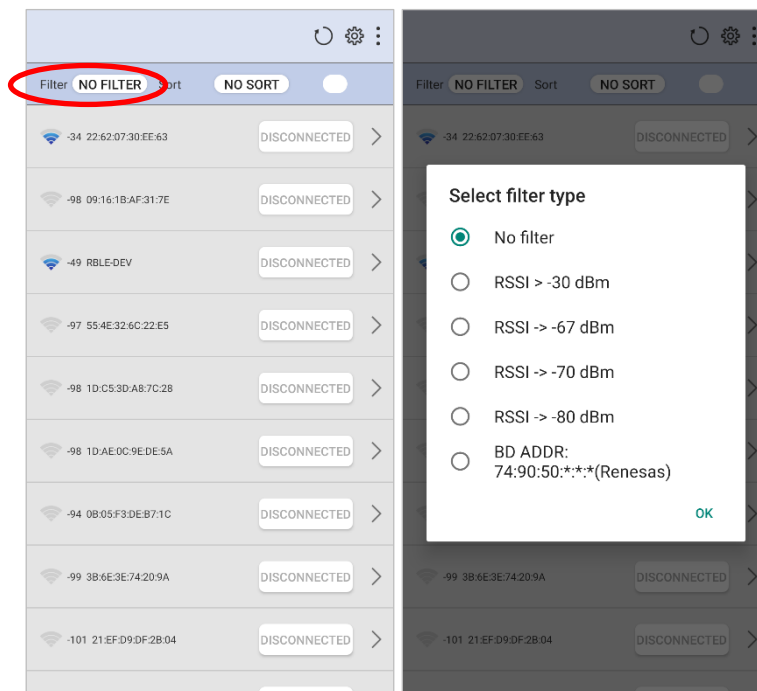 Filter NO FILTER Sort NO SORT
-34 22:62:07:30:EE:63 DISCONNECTED
-98 09:16:1B:AF:31:7E DISCONNECTED
-49 RBLE-DEV DISCONNECTED
-97 55:4E:32:6C:22:E5 DISCONNECTED
-98 1D:C5:3D:A8:7C:28 DISCONNECTED
-98 1D:AE:0C:9E:DE:5A DISCONNECTED
-94 0B:05:F3:DE:B7:1C DISCONNECTED
-99 3B:6E:3E:74:20:9A DISCONNECTED
-101 21:EF:D9:DF:2B:04 DISCONNECTED
Filter NO FILTER Sort NO SORT
-34 22:62:07:30:EE:63 DISCONNECTED
Select filter type
No filter
RSSI > -30 dBm
RSSI -> -67 dBm
RSSI -> -70 dBm
RSSI -> -80 dBm
BD ADDR:
74:90:50:*:*:*(Renesas)
OK
-99 3B:6E:3E:74:20:9A DISCONNECTED
-101 21:EF:D9:DF:2B:04 DISCONNECTED